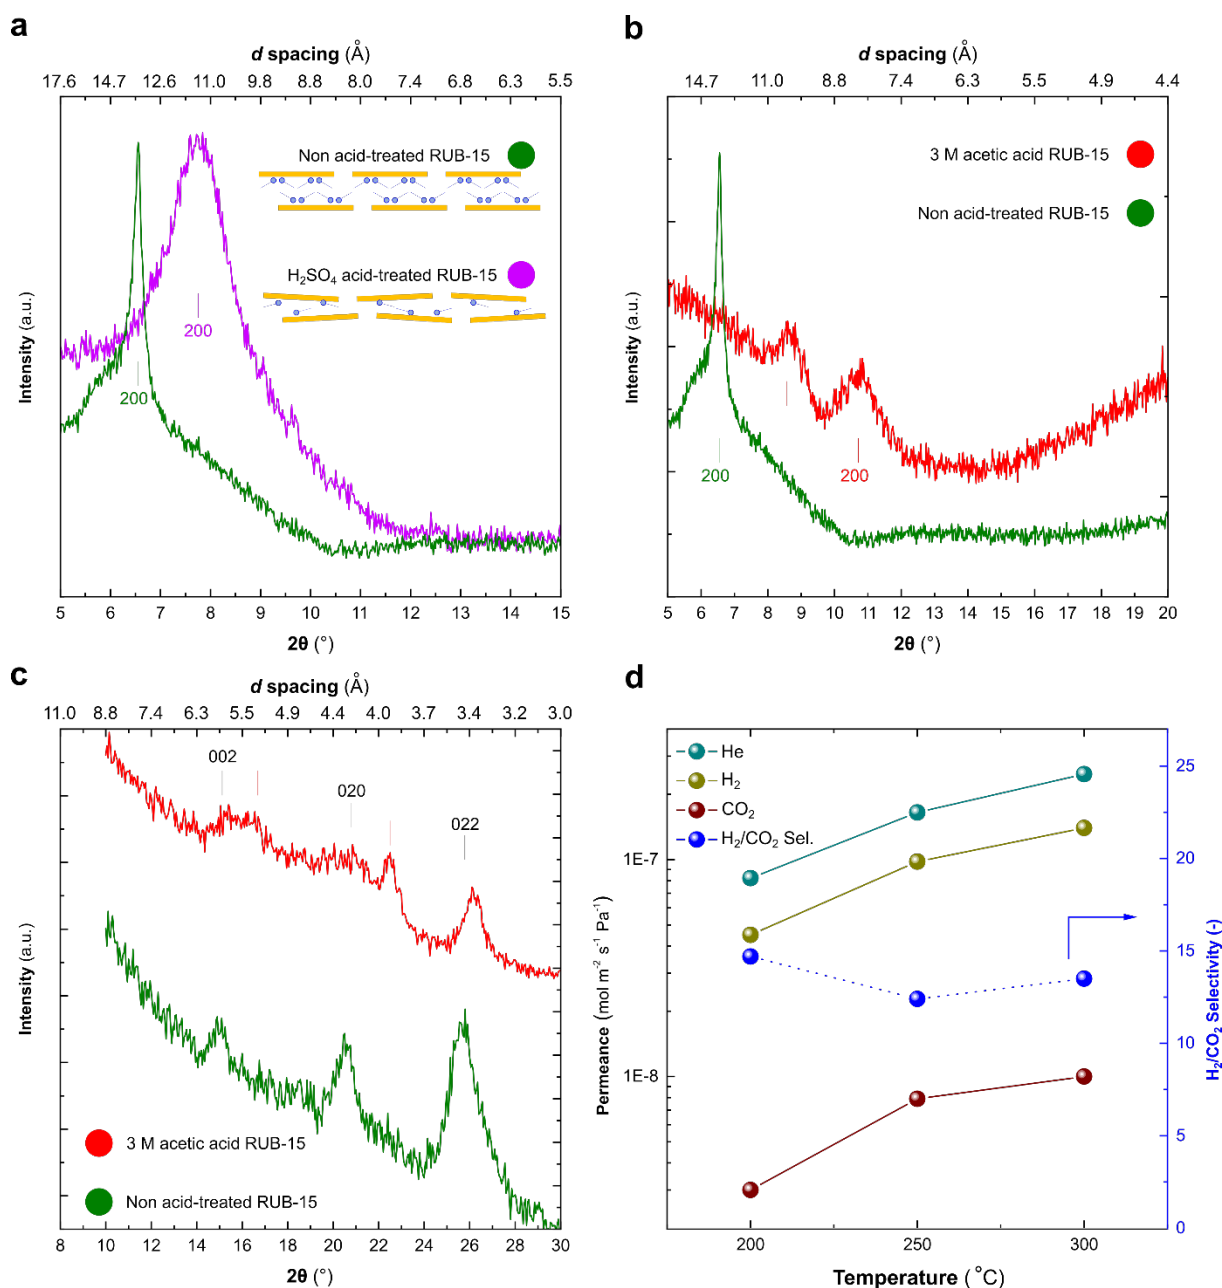 a
d spacing (Å)
17.6 14.7 12.6 11.0 9.8 8.8 8.0 7.4 6.8 6.3 5.5
Non acid-treated RUB-15
H₂SO₄ acid-treated RUB-15
200
200
Intensity (a.u.)
5 6 7 8 9 10 11 12 13 14 15
2θ (°)
b
d spacing (Å)
14.7 11.0 8.8 7.4 6.3 5.5 4.9 4.4
3 M acetic acid RUB-15
Non acid-treated RUB-15
200
200
Intensity (a.u.)
5 6 7 8 9 10 11 12 13 14 15 16 17 18 19 20
2θ (°)
c
d spacing (Å)
11.0 8.8 7.4 6.3 5.5 4.9 4.4 4.0 3.7 3.4 3.2 3.0
002
020
022
3 M acetic acid RUB-15
Non acid-treated RUB-15
Intensity (a.u.)
8 10 12 14 16 18 20 22 24 26 28 30
2θ (°)
d
He
H₂
CO₂
H₂/CO₂ Sel.
1E-7
1E-8
Permeance (mol m⁻² s⁻¹ Pa⁻¹)
25
20
15
10
5
0
H₂/CO₂ Selectivity (-)
200 250 300
Temperature (°C)